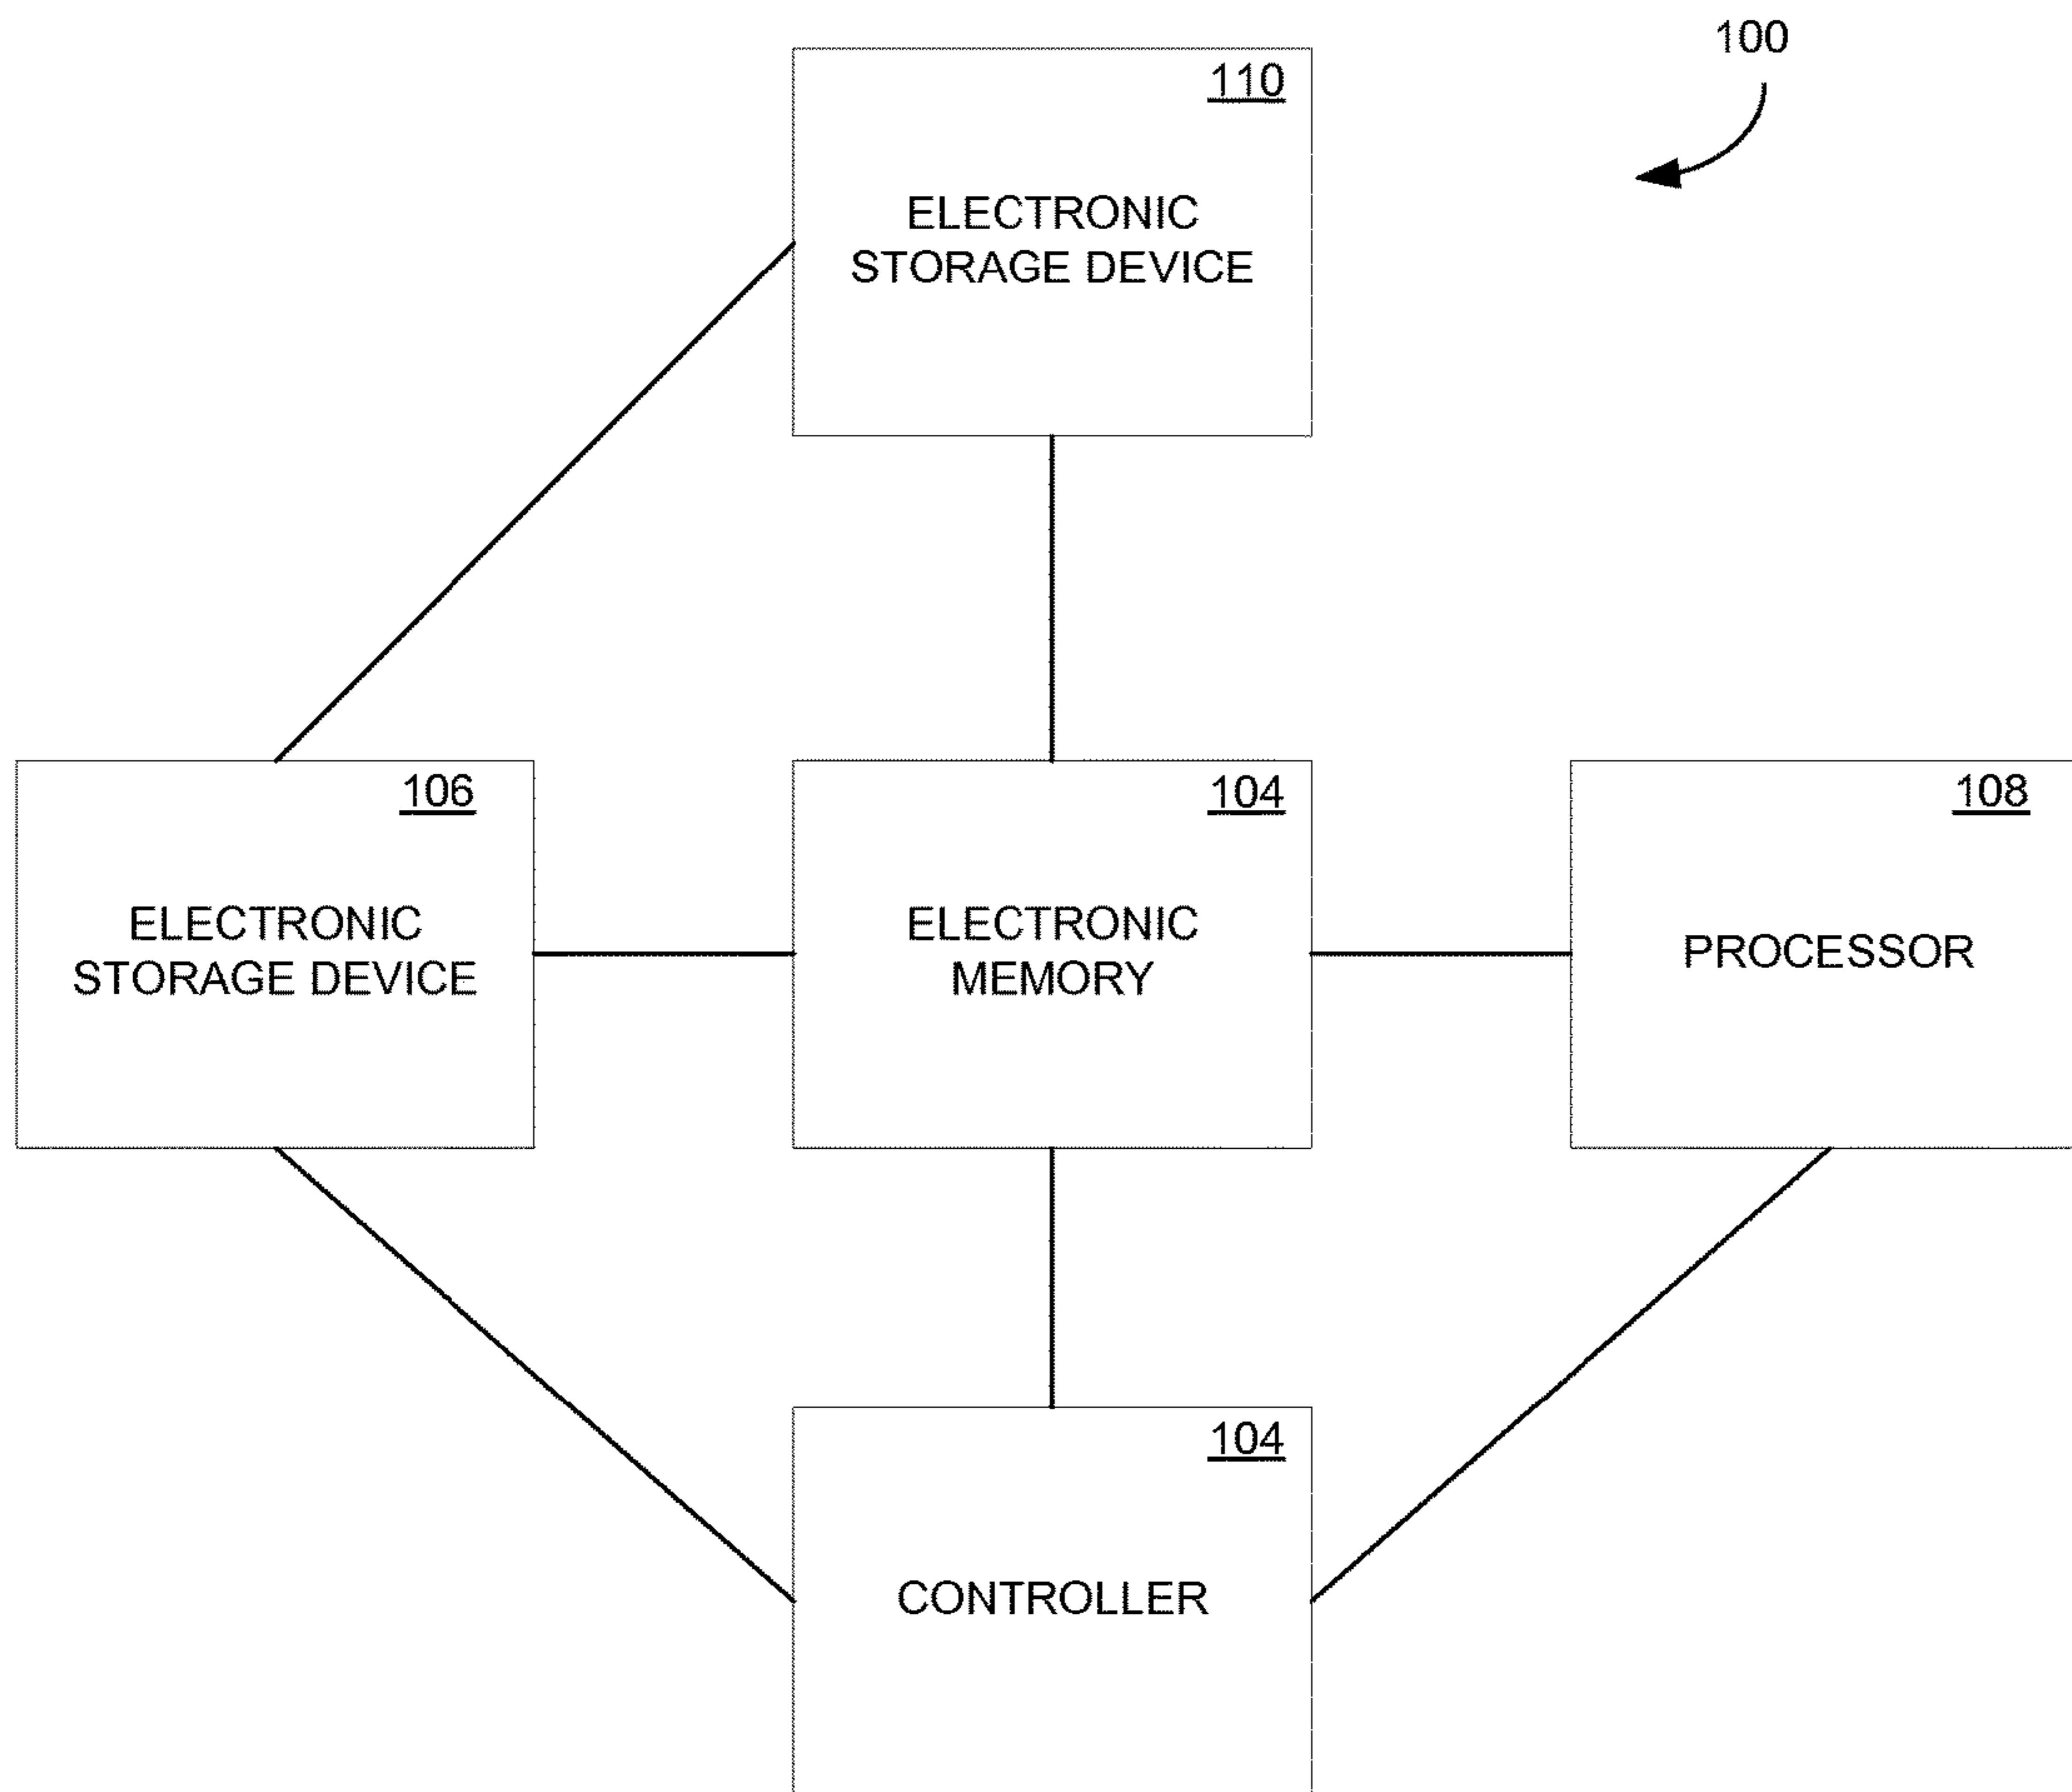 100
110
ELECTRONIC
STORAGE DEVICE
106
ELECTRONIC
STORAGE DEVICE
104
ELECTRONIC
MEMORY
108
PROCESSOR
104
CONTROLLER